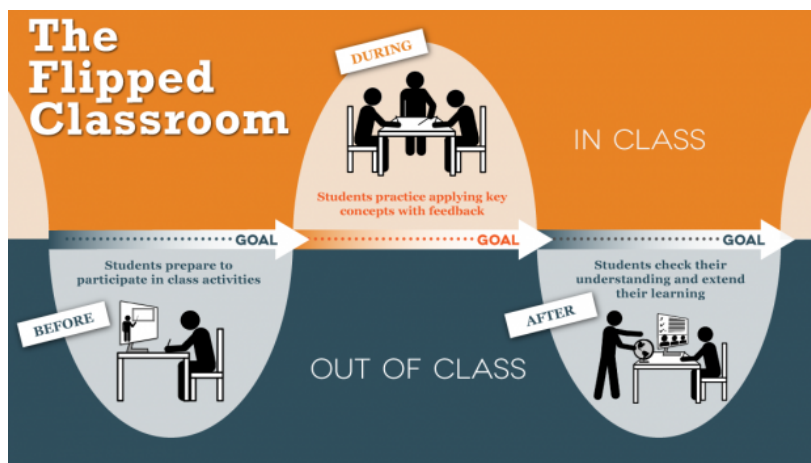 The
Flipped
Classroom
DURING
IN CLASS
Students practice applying key
concepts with feedback
GOAL
GOAL
GOAL
Students prepare to
participate in class activities
BEFORE
OUT OF CLASS
Students check their
understanding and extend
their learning
AFTER